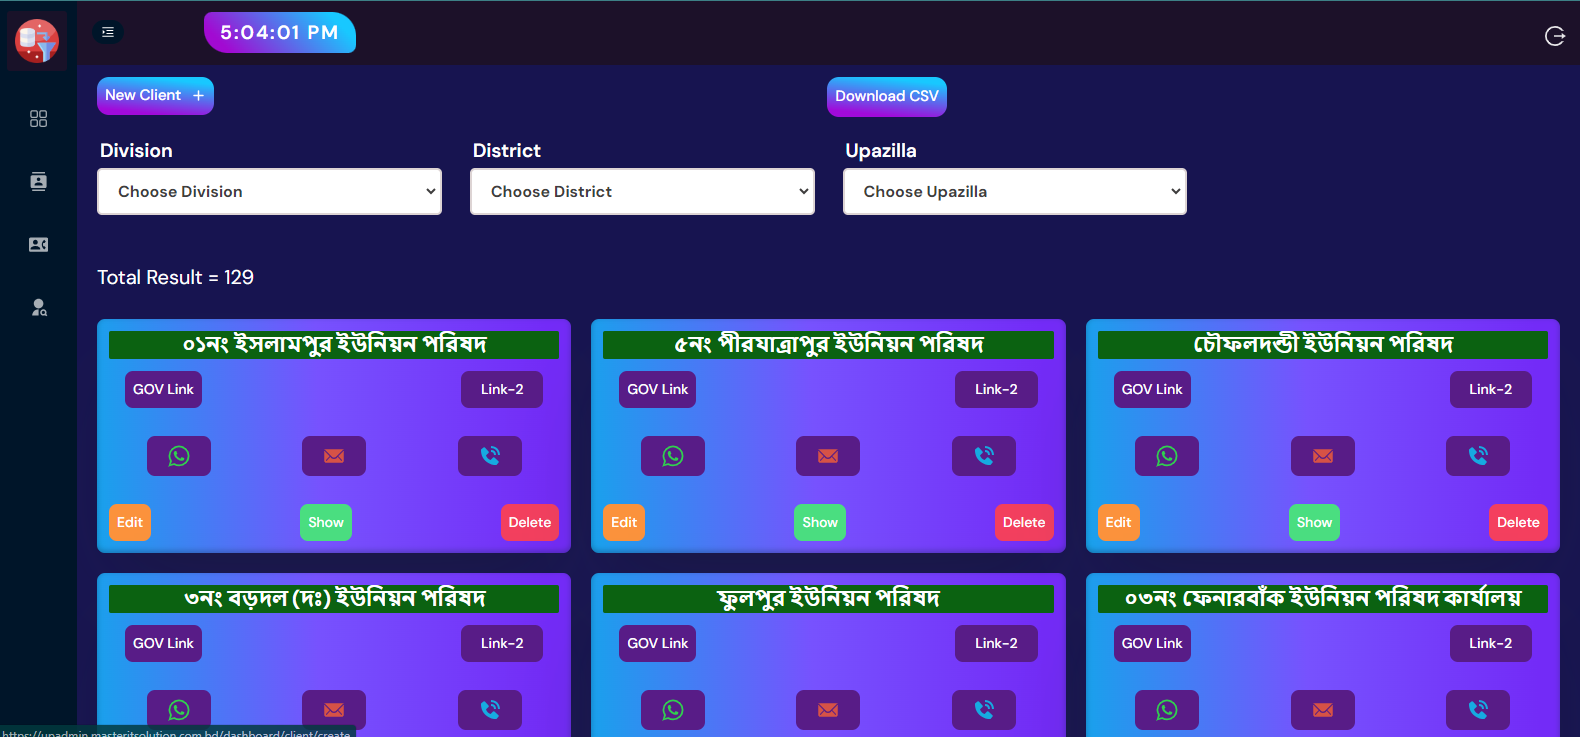 5:04:01 PM
New Client +
Download CSV
Division
District
Upazilla
Choose Division
Choose District
Choose Upazilla
Total Result = 129
০১নং ইসলামপুর ইউনিয়ন পরিষদ
GOV Link
Link-2
Edit
Show
Delete
৫নং পীরযাত্রাপুর ইউনিয়ন পরিষদ
GOV Link
Link-2
Edit
Show
Delete
চৌফলদন্ডী ইউনিয়ন পরিষদ
GOV Link
Link-2
Edit
Show
Delete
৩নং বড়দল (দঃ) ইউনিয়ন পরিষদ
GOV Link
Link-2
ফুলপুর ইউনিয়ন পরিষদ
GOV Link
Link-2
০৩নং ফেনারবাঁক ইউনিয়ন পরিষদ কার্যালয়
GOV Link
Link-2
https://upadmin.masteritsolution.com.bd/dashboard/client/create